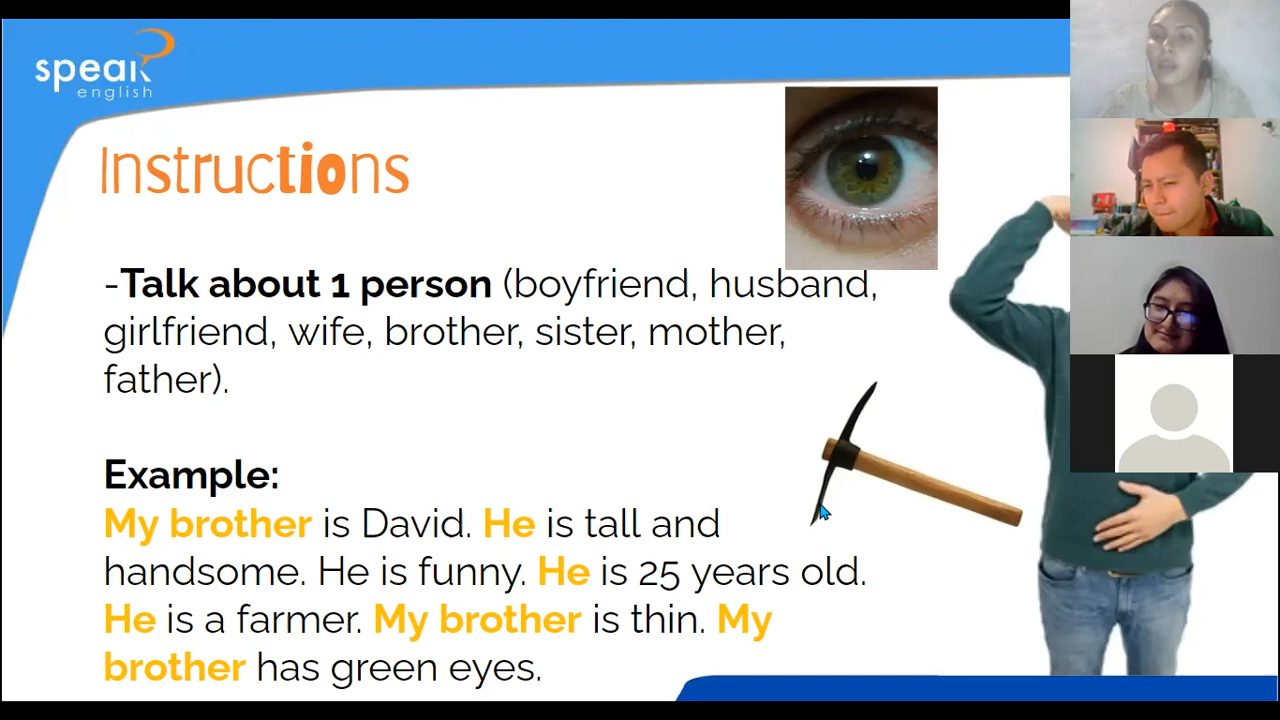 speak
english
Instructions
-Talk about 1 person (boyfriend, husband,
girlfriend, wife, brother, sister, mother,
father).
Example:
My brother is David. He is tall and
handsome. He is funny. He is 25 years old.
He is a farmer. My brother is thin. My
brother has green eyes.